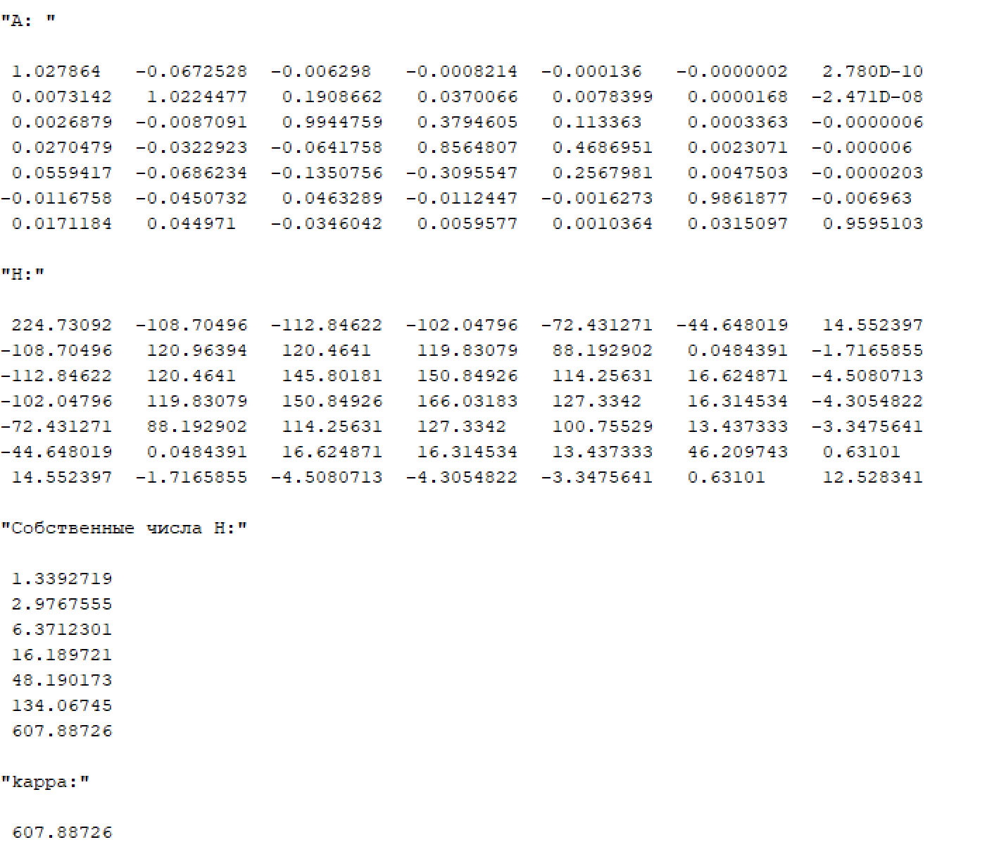 "A: "
1.027864 -0.0672528 -0.006298 -0.0008214 -0.000136 -0.0000002 2.780D-10
0.0073142 1.0224477 0.1908662 0.0370066 0.0078399 0.0000168 -2.471D-08
0.0026879 -0.0087091 0.9944759 0.3794605 0.113363 0.0003363 -0.0000006
0.0270479 -0.0322923 -0.0641758 0.8564807 0.4686951 0.0023071 -0.000006
0.0559417 -0.0686234 -0.1350756 -0.3095547 0.2567981 0.0047503 -0.0000203
-0.0116758 -0.0450732 0.0463289 -0.0112447 -0.0016273 0.9861877 -0.006963
0.0171184 0.044971 -0.0346042 0.0059577 0.0010364 0.0315097 0.9595103
"H:"
224.73092 -108.70496 -112.84622 -102.04796 -72.431271 -44.648019 14.552397
-108.70496 120.96394 120.4641 119.83079 88.192902 0.0484391 -1.7165855
-112.84622 120.4641 145.80181 150.84926 114.25631 16.624871 -4.5080713
-102.04796 119.83079 150.84926 166.03183 127.3342 16.314534 -4.3054822
-72.431271 88.192902 114.25631 127.3342 100.75529 13.437333 -3.3475641
-44.648019 0.0484391 16.624871 16.314534 13.437333 46.209743 0.63101
14.552397 -1.7165855 -4.5080713 -4.3054822 -3.3475641 0.63101 12.528341
"Собственные числа H:"
1.3392719
2.9767555
6.3712301
16.189721
48.190173
134.06745
607.88726
"kappa:"
607.88726